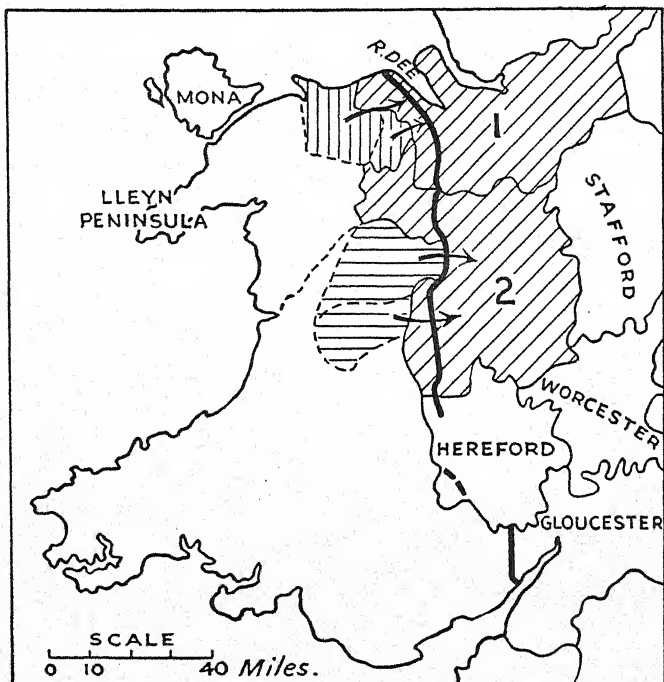 R. DEE
MONA
1
LLEYN
PENINSULA
STAFFORD
2
WORCESTER
HEREFORD
GLOUCESTER
SCALE
0 10 40 Miles.